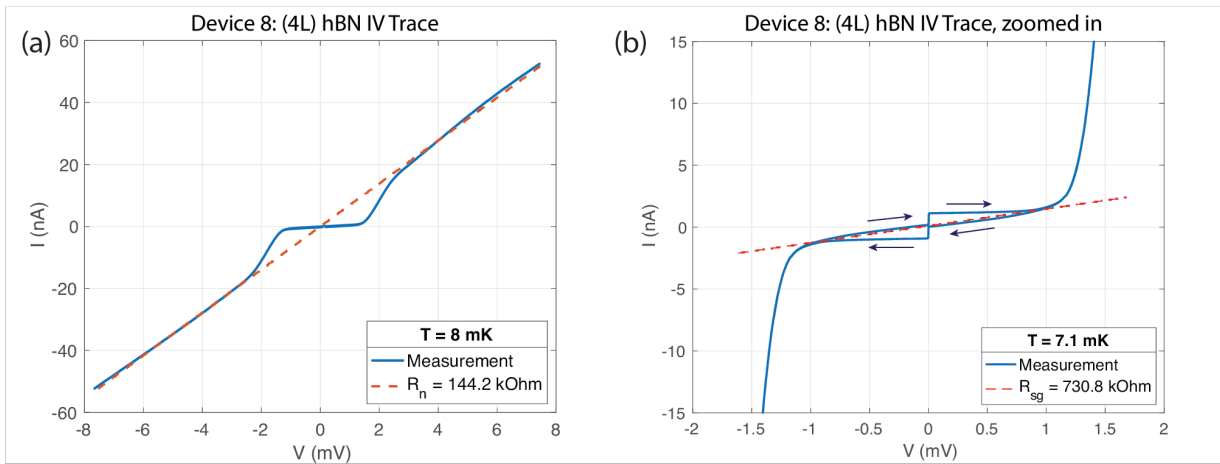 (a)
Device 8: (4L) hBN IV Trace
60
40
20
0
-20
-40
-60
I (nA)
-8
-6
-4
-2
0
2
4
6
8
V (mV)
T = 8 mK
Measurement
R_n = 144.2 kOhm
(b)
Device 8: (4L) hBN IV Trace, zoomed in
15
10
5
0
-5
-10
-15
I (nA)
-2
-1.5
-1
-0.5
0
0.5
1
1.5
2
V (mV)
T = 7.1 mK
Measurement
R_sg = 730.8 kOhm